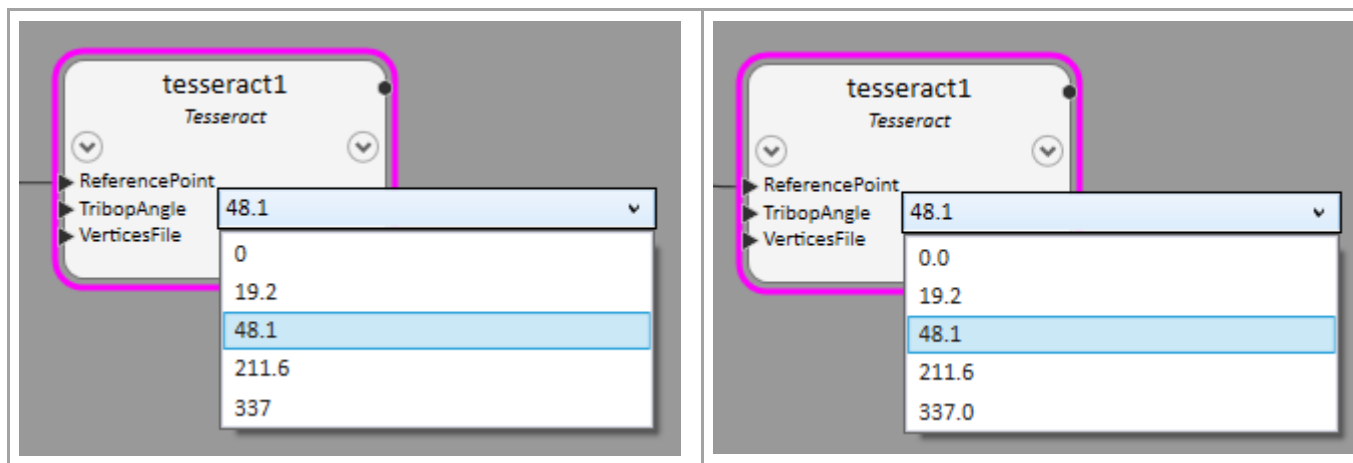 tesseract1
Tesseract
ReferencePoint
TribopAngle 48.1
VerticesFile
0
19.2
48.1
211.6
337
tesseract1
Tesseract
ReferencePoint
TribopAngle 48.1
VerticesFile
0.0
19.2
48.1
211.6
337.0